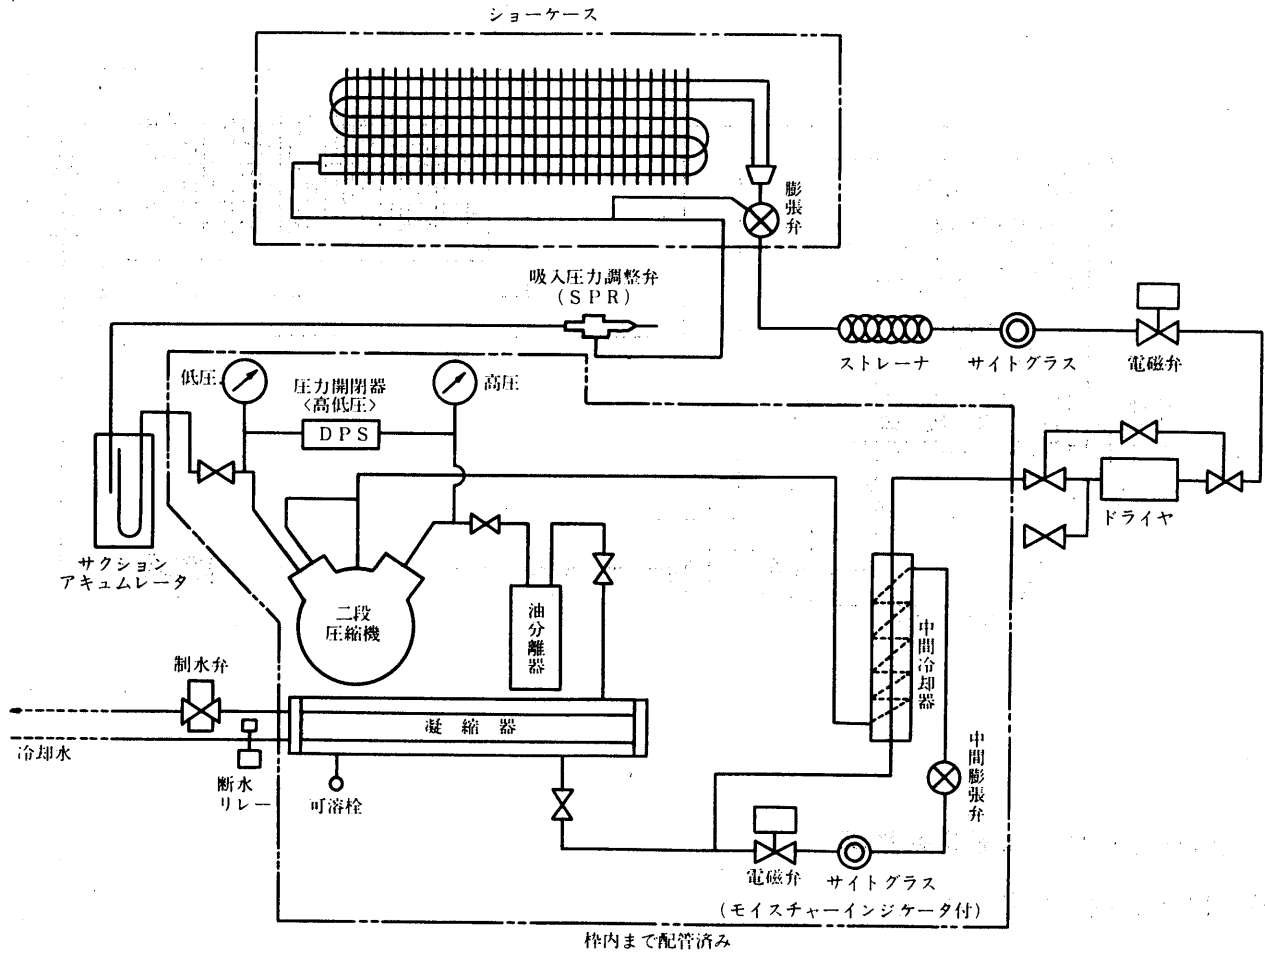 ショーケース
膨張弁
吸入圧力調整弁
(SPR)
ストレーナ
サイトグラス
電磁弁
低圧
圧力開閉器
〈高低圧〉
高圧
DPS
ドライヤ
サクション
アキュムレータ
二段
圧縮機
油分離器
中間冷却器
制水弁
凝縮器
冷却水
断水
リレー
可溶栓
中間膨張弁
電磁弁
サイトグラス
(モイスチャーインジケータ付)
枠内まで配管済み